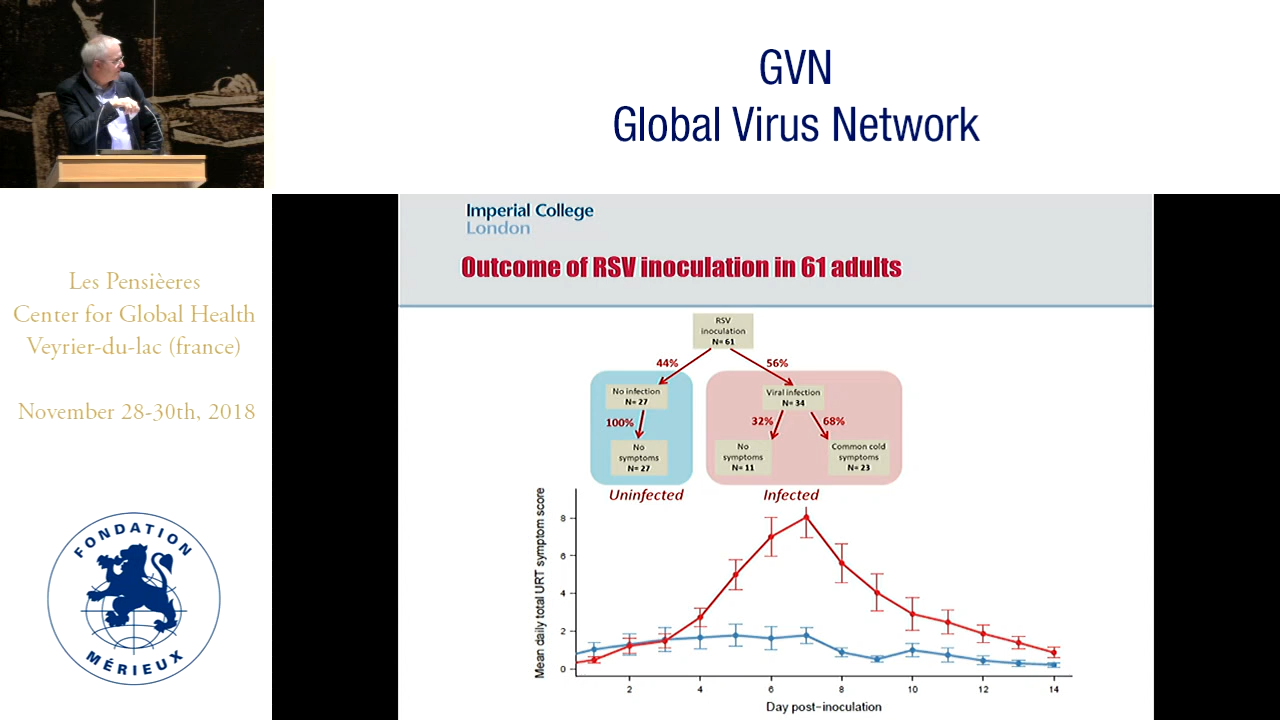 GVN
Global Virus Network
Les Pensièeres
Center for Global Health
Veyrier-du-lac (france)
November 28-30th, 2018
FONDATION
MÉRIEUX
Imperial College
London
Outcome of RSV inoculation in 61 adults
RSV
inoculation
N= 61
44%
56%
No infection
N= 27
Viral infection
N= 34
100%
32%
68%
No
symptoms
N= 27
No
symptoms
N= 11
Common cold
symptoms
N= 23
Uninfected
Infected
Mean daily total URT symptom score
8
6
4
2
0
2
4
6
8
10
12
14
Day post-inoculation